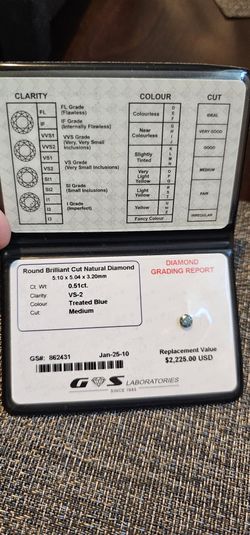 CLARITY
COLOUR
CUT
FL
FL Grade
(Flawless)
IF
IF Grade
(Internally Flawless)
VVS1
VVS2
VVS Grade
(Very, Very Small
Inclusions)
VS1
VS2
VS Grade
(Very Small Inclusions)
SI1
SI2
SI Grade
(Small Inclusions)
I1
I3
I Grade
(Imperfect)
Colourless
Near
Colourless
Slightly
Tinted
Very
Light
Yellow
Light
Yellow
Yellow
Fancy Colour
D
E
F
G
H
I
IDEAL
VERY GOOD
GOOD
MEDIUM
FAIR
IRREGULAR
Round Brilliant Cut Natural Diamond
5.10 x 5.04 x 3.20mm
Ct. Wt 0.51ct.
Clarity VS-2
Colour Treated Blue
Cut: Medium
DIAMOND
GRADING REPORT
GS#: 862431 Jan-25-10
Replacement Value
$2,225.00 USD
G S LABORATORIES
SINCE 1985